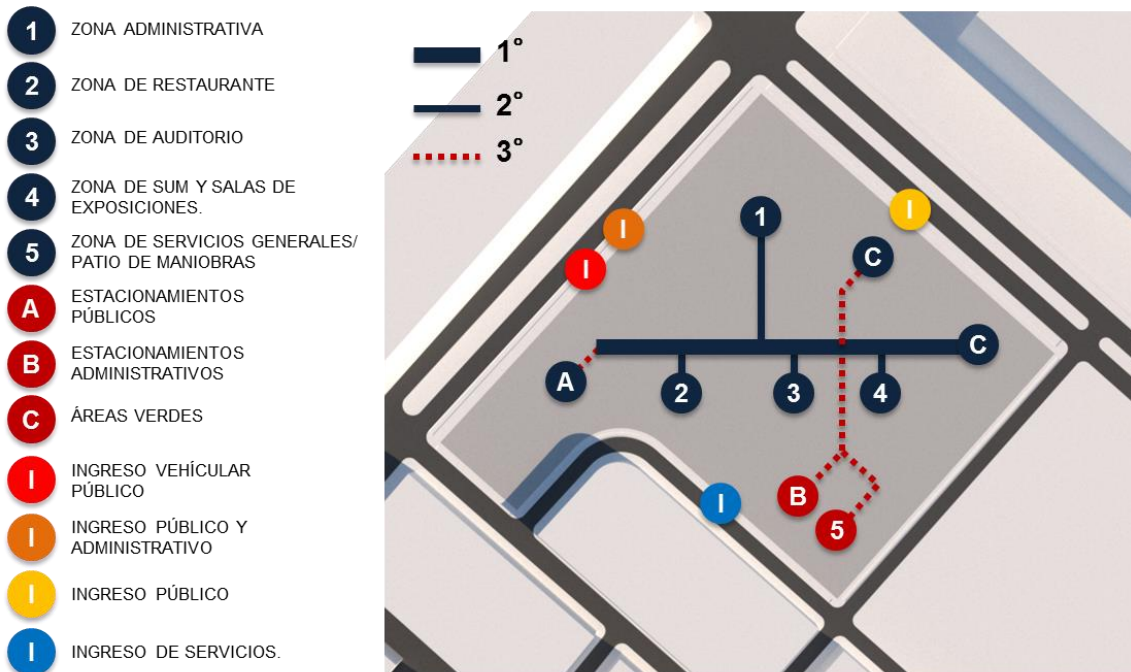 1 ZONA ADMINISTRATIVA
2 ZONA DE RESTAURANTE
3 ZONA DE AUDITORIO
4 ZONA DE SUM Y SALAS DE
EXPOSICIONES.
5 ZONA DE SERVICIOS GENERALES/
PATIO DE MANIOBRAS
A ESTACIONAMIENTOS
PÚBLICOS
B ESTACIONAMIENTOS
ADMINISTRATIVOS
C ÁREAS VERDES
I INGRESO VEHÍCULAR
PÚBLICO
I INGRESO PÚBLICO Y
ADMINISTRATIVO
I INGRESO PÚBLICO
I INGRESO DE SERVICIOS.
1°
2°
3°
I
1
I
C
I
C
A
2
3
4
B
I
5